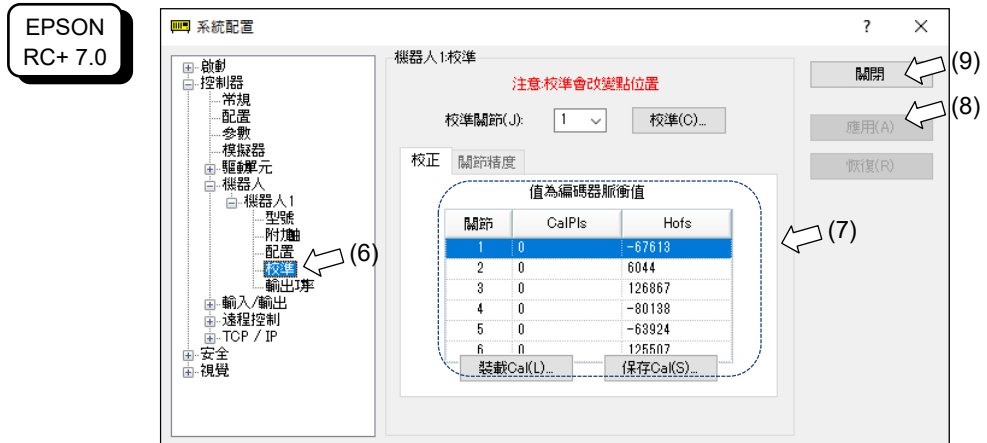 EPSON
RC+ 7.0
系統配置
? ×
啟動
控制器
常規
配置
參數
模擬器
驅動單元
機器人
機器人1
型號
附加軸
配置
校準
輸出功率
輸入/輸出
遠程控制
TCP / IP
安全
視覺
(6)
機器人1:校準
注意:校準會改變點位置
校準關節(J): 1 校準(C)...
校正 關節精度
值為編碼器脈衝值
關節 CalPls Hofs
1 0 -67613
2 0 6044
3 0 126867
4 0 -80138
5 0 -63924
6 0 125507
裝載Cal(L)... 保存Cal(S)...
(7)
關閉 (9)
應用(A) (8)
恢復(R)